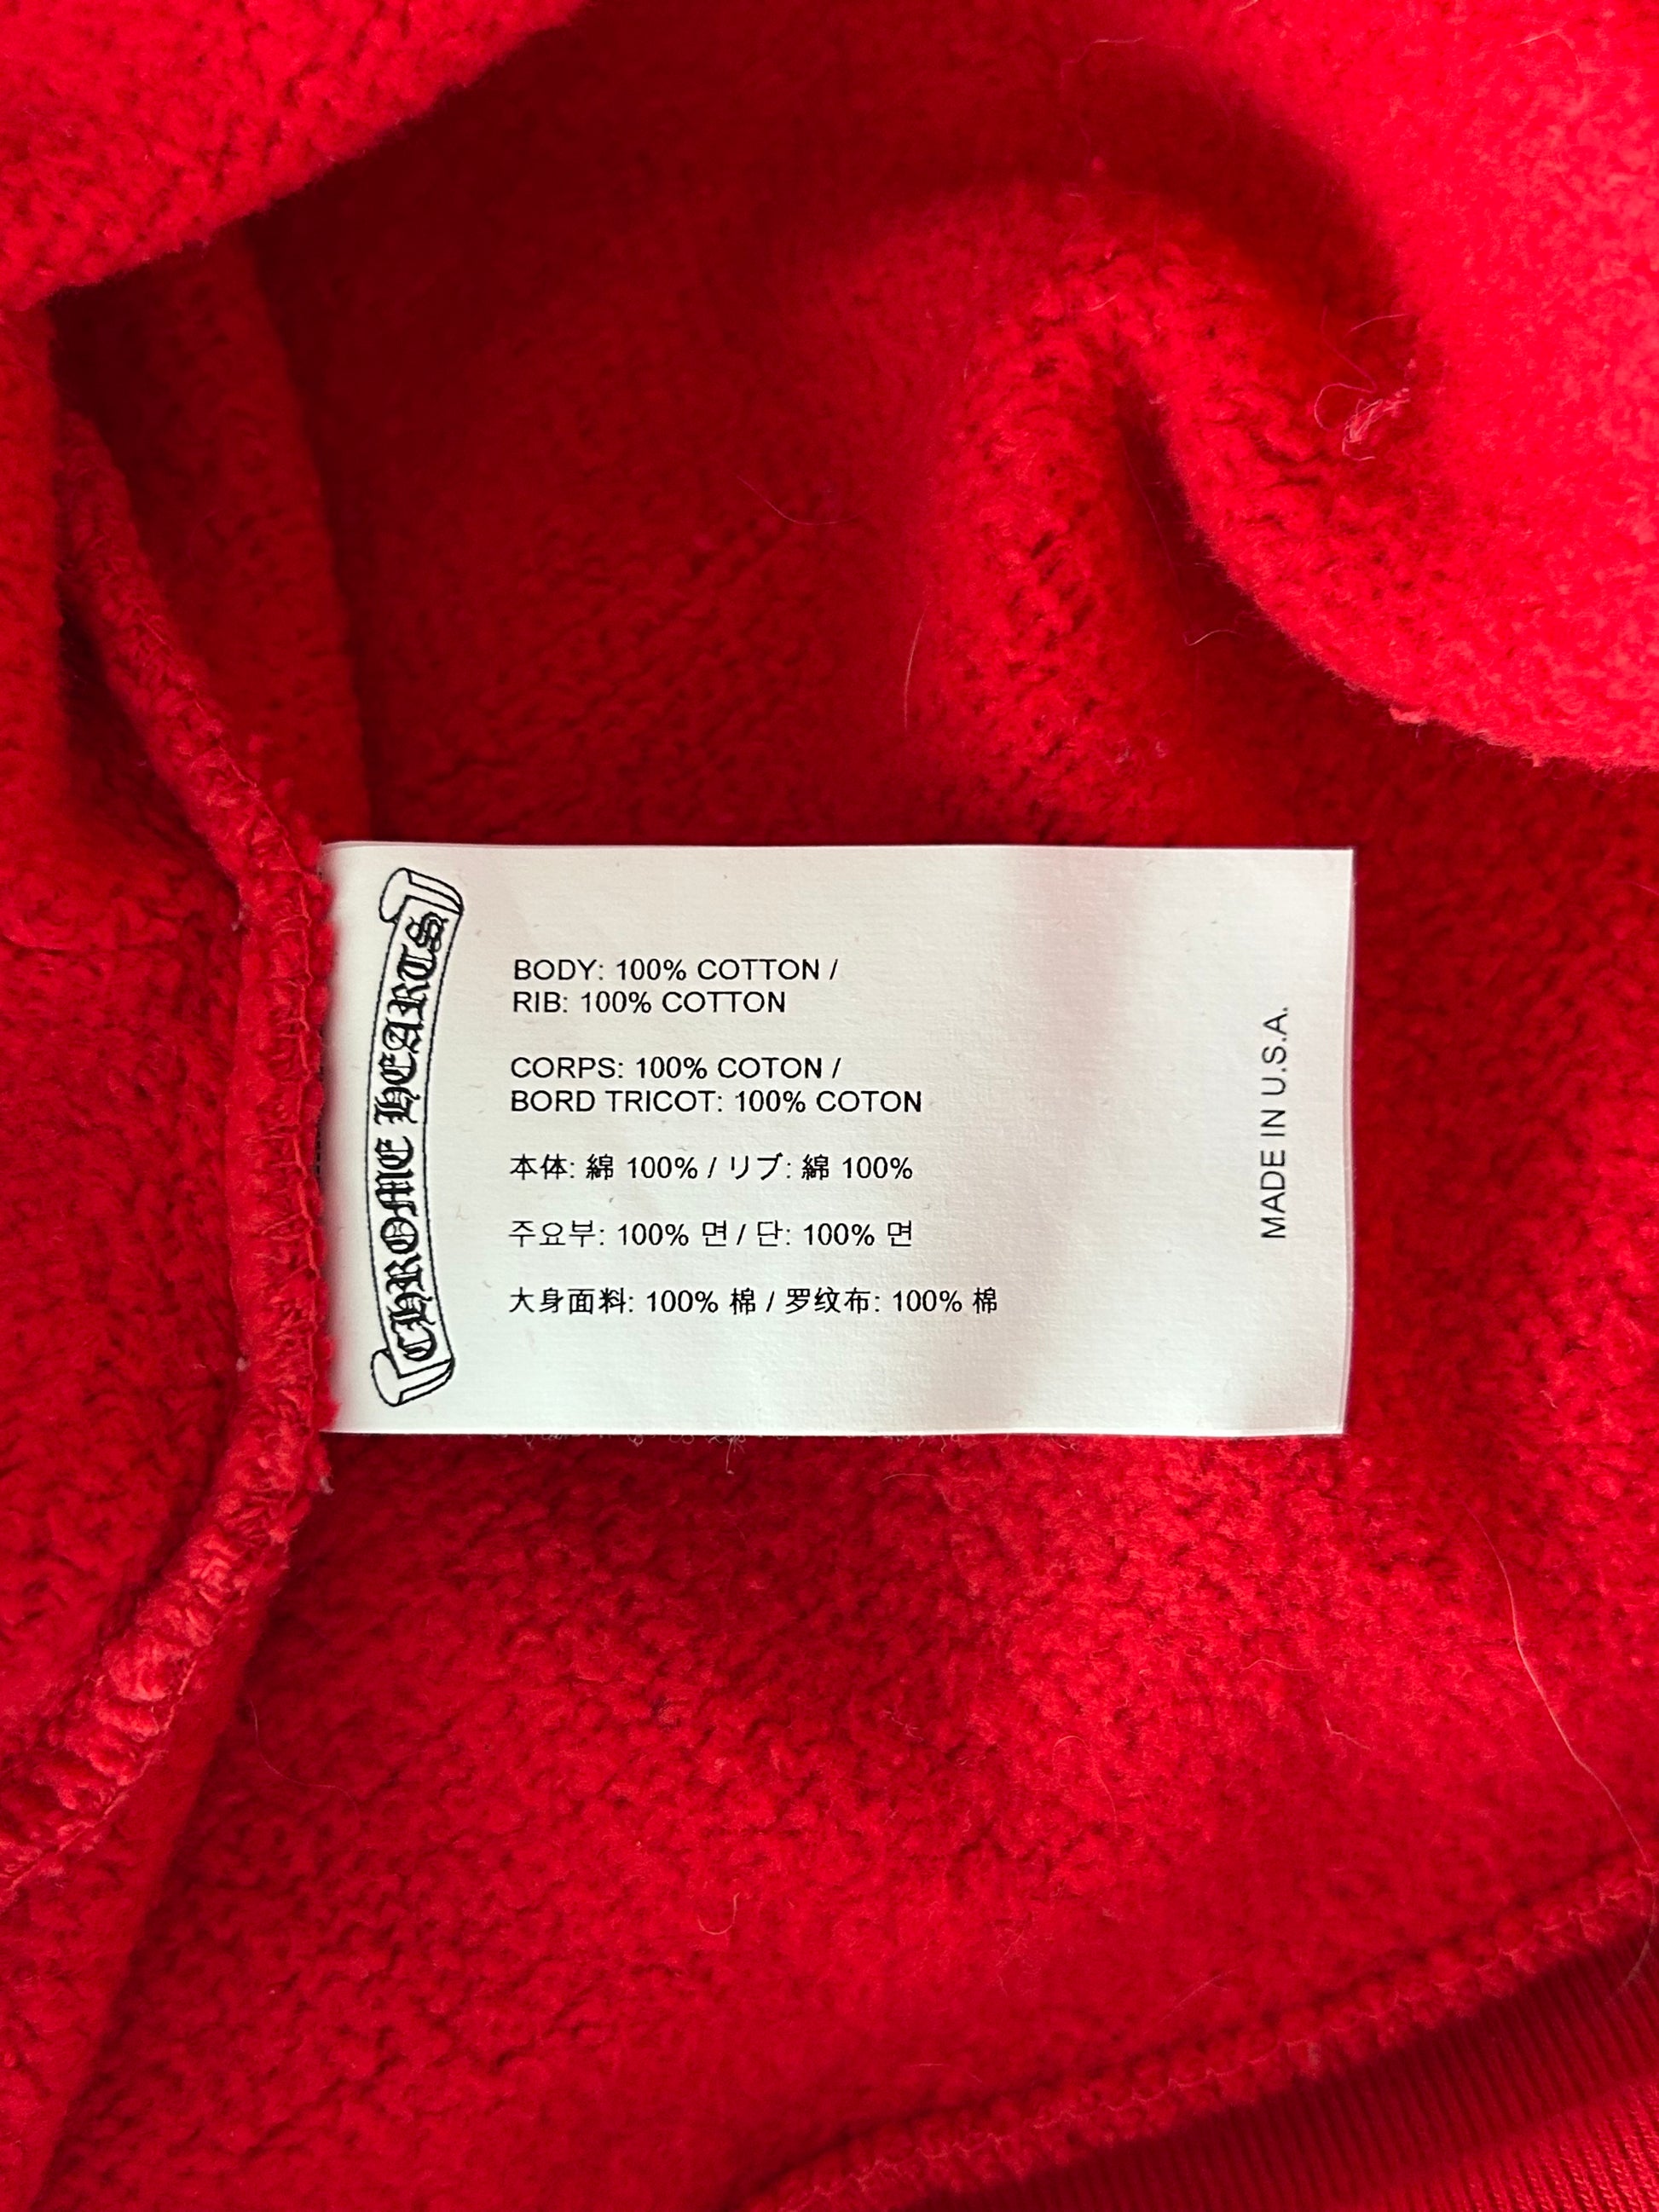 CHROME HEARTS
BODY: 100% COTTON /
RIB: 100% COTTON
CORPS: 100% COTON /
BORD TRICOT: 100% COTON
本体: 綿 100% / リブ: 綿 100%
주요부: 100% 면 / 단: 100% 면
大身面料: 100% 棉 / 罗纹布: 100% 棉
MADE IN U.S.A.